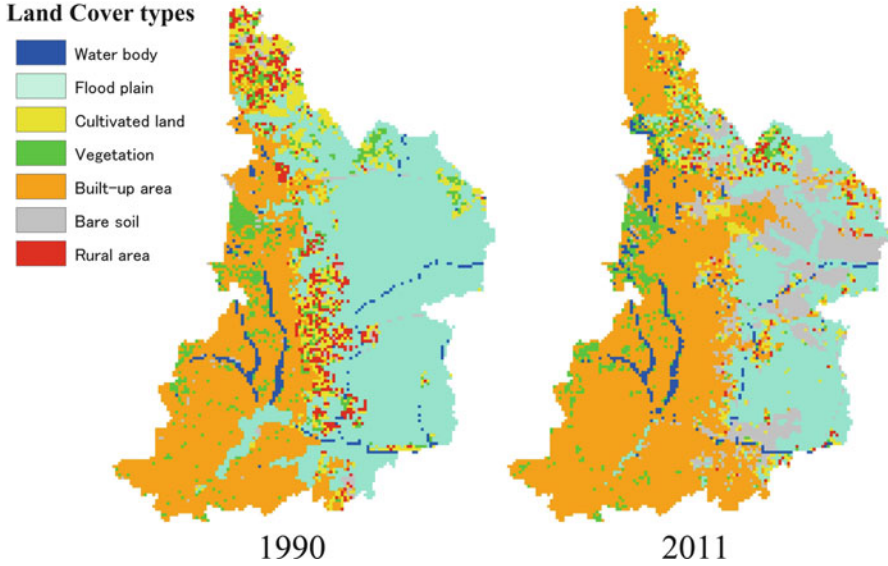 Land Cover types
Water body
Flood plain
Cultivated land
Vegetation
Built-up area
Bare soil
Rural area
1990
2011